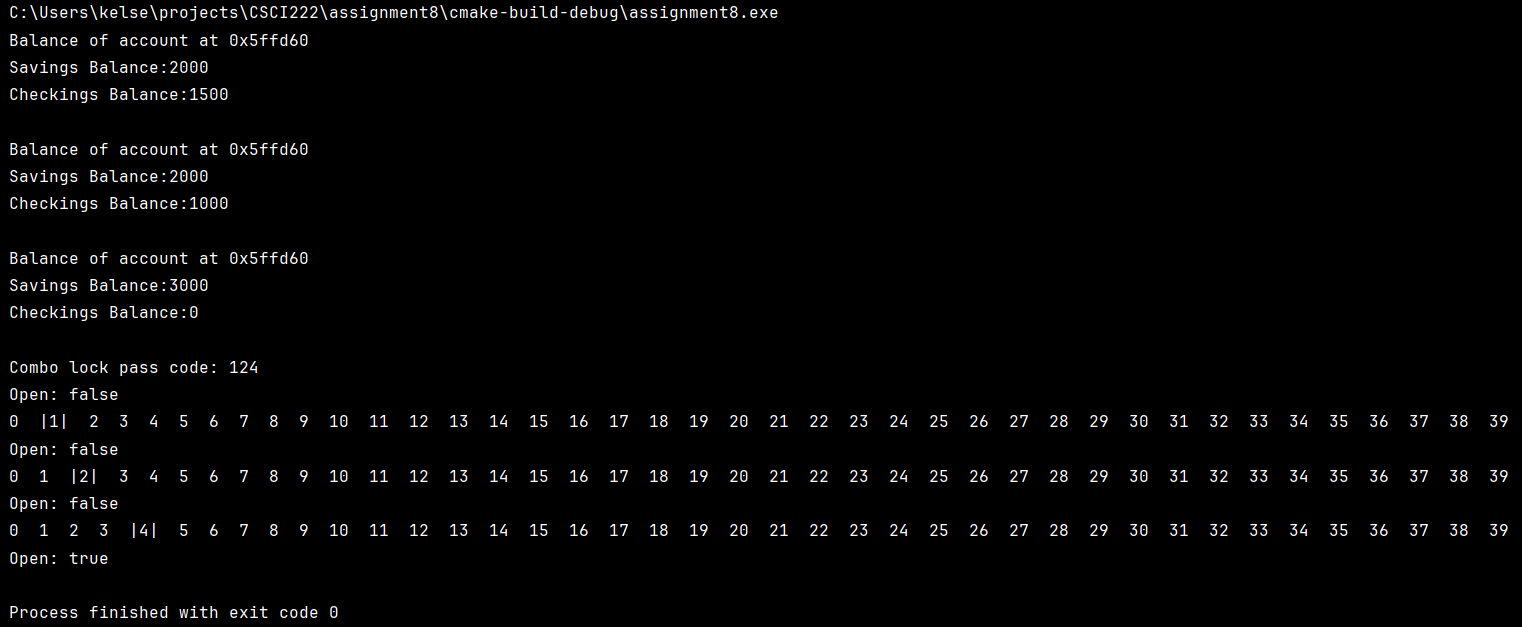 C:\Users\kelse\projects\CSCI222\assignment8\cmake-build-debug\assignment8.exe
Balance of account at 0x5ffd60
Savings Balance:2000
Checkings Balance:1500
Balance of account at 0x5ffd60
Savings Balance:2000
Checkings Balance:1000
Balance of account at 0x5ffd60
Savings Balance:3000
Checkings Balance:0
Combo lock pass code: 124
Open: false
0  |1|  2  3  4  5  6  7  8  9  10  11  12  13  14  15  16  17  18  19  20  21  22  23  24  25  26  27  28  29  30  31  32  33  34  35  36  37  38  39
Open: false
0  1  |2|  3  4  5  6  7  8  9  10  11  12  13  14  15  16  17  18  19  20  21  22  23  24  25  26  27  28  29  30  31  32  33  34  35  36  37  38  39
Open: false
0  1  2  3  |4|  5  6  7  8  9  10  11  12  13  14  15  16  17  18  19  20  21  22  23  24  25  26  27  28  29  30  31  32  33  34  35  36  37  38  39
Open: true
Process finished with exit code 0